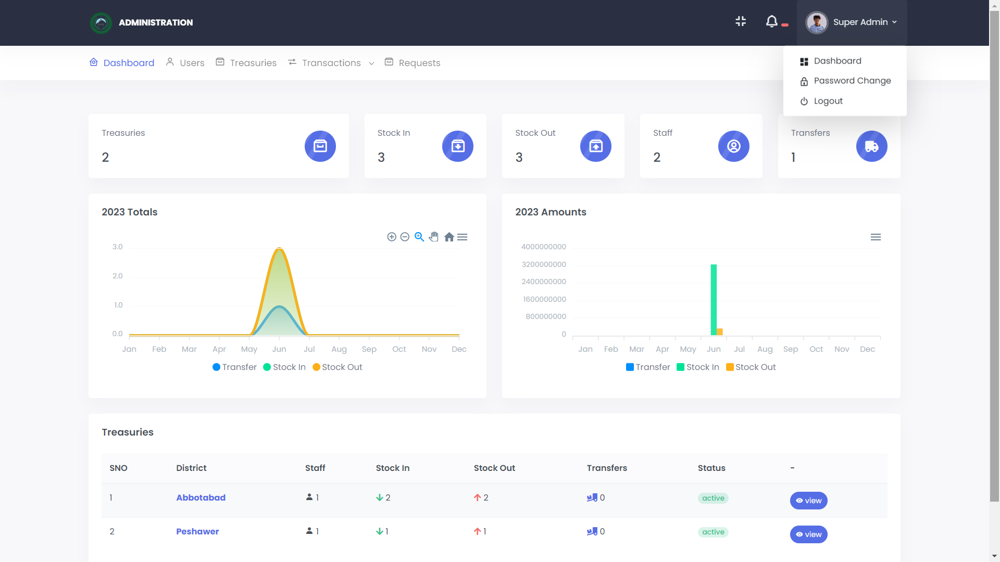 ADMINISTRATION
Super Admin
Dashboard Users Treasuries Transactions Requests
Dashboard
Password Change
Logout
Treasuries
2
Stock In
3
Stock Out
3
Staff
2
Transfers
1
2023 Totals
3.0
2.0
1.0
0.0
Jan Feb Mar Apr May Jun Jul Aug Sep Oct Nov Dec
Transfer Stock In Stock Out
2023 Amounts
4000000000
3200000000
2400000000
1600000000
800000000
0
Jan Feb Mar Apr May Jun Jul Aug Sep Oct Nov Dec
Transfer Stock In Stock Out
Treasuries
SNO District Staff Stock In Stock Out Transfers Status -
1 Abbotabad 1 2 2 0 active view
2 Peshawer 1 1 1 0 active view